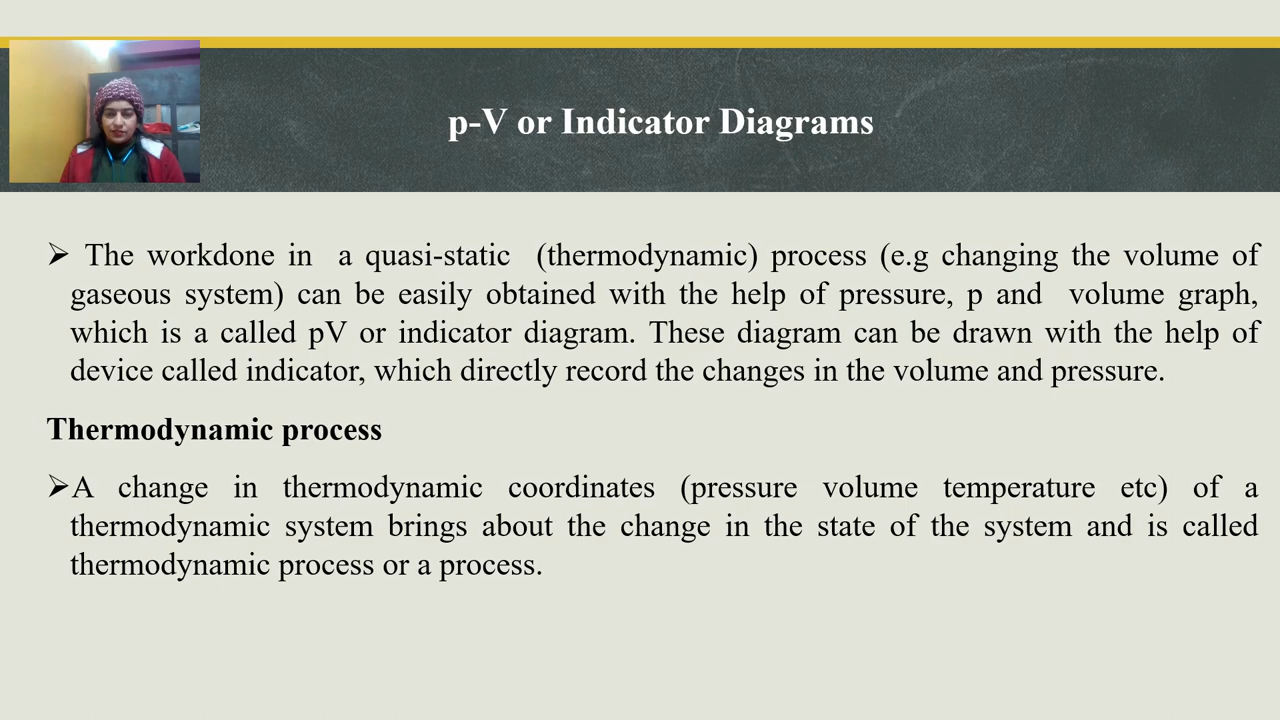 p-V or Indicator Diagrams
➢ The workdone in a quasi-static (thermodynamic) process (e.g changing the volume of
gaseous system) can be easily obtained with the help of pressure, p and volume graph,
which is a called pV or indicator diagram. These diagram can be drawn with the help of
device called indicator, which directly record the changes in the volume and pressure.
Thermodynamic process
➢A change in thermodynamic coordinates (pressure volume temperature etc) of a
thermodynamic system brings about the change in the state of the system and is called
thermodynamic process or a process.